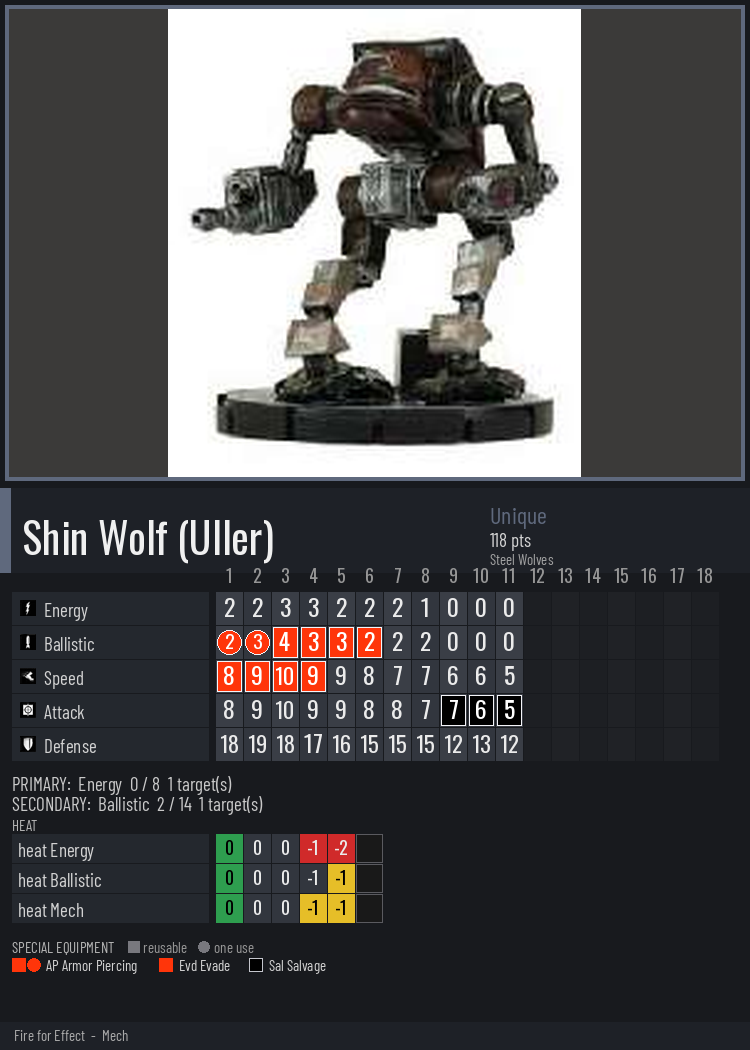 Shin Wolf (Uller)
Unique
118 pts
Steel Wolves
1 2 3 4 5 6 7 8 9 10 11 12 13 14 15 16 17 18
Energy 2 2 3 3 2 2 2 1 0 0 0
Ballistic 2 3 4 3 3 2 2 2 0 0 0
Speed 8 9 10 9 9 8 7 7 6 6 5
Attack 8 9 10 9 9 8 8 7 7 6 5
Defense 18 19 18 17 16 15 15 15 12 13 12
PRIMARY: Energy 0 / 8 1 target(s)
SECONDARY: Ballistic 2 / 14 1 target(s)
HEAT
heat Energy 0 0 0 -1 -2
heat Ballistic 0 0 0 -1 -1
heat Mech 0 0 0 -1 -1
SPECIAL EQUIPMENT reusable one use
AP Armor Piercing Evd Evade Sal Salvage
Fire for Effect - Mech